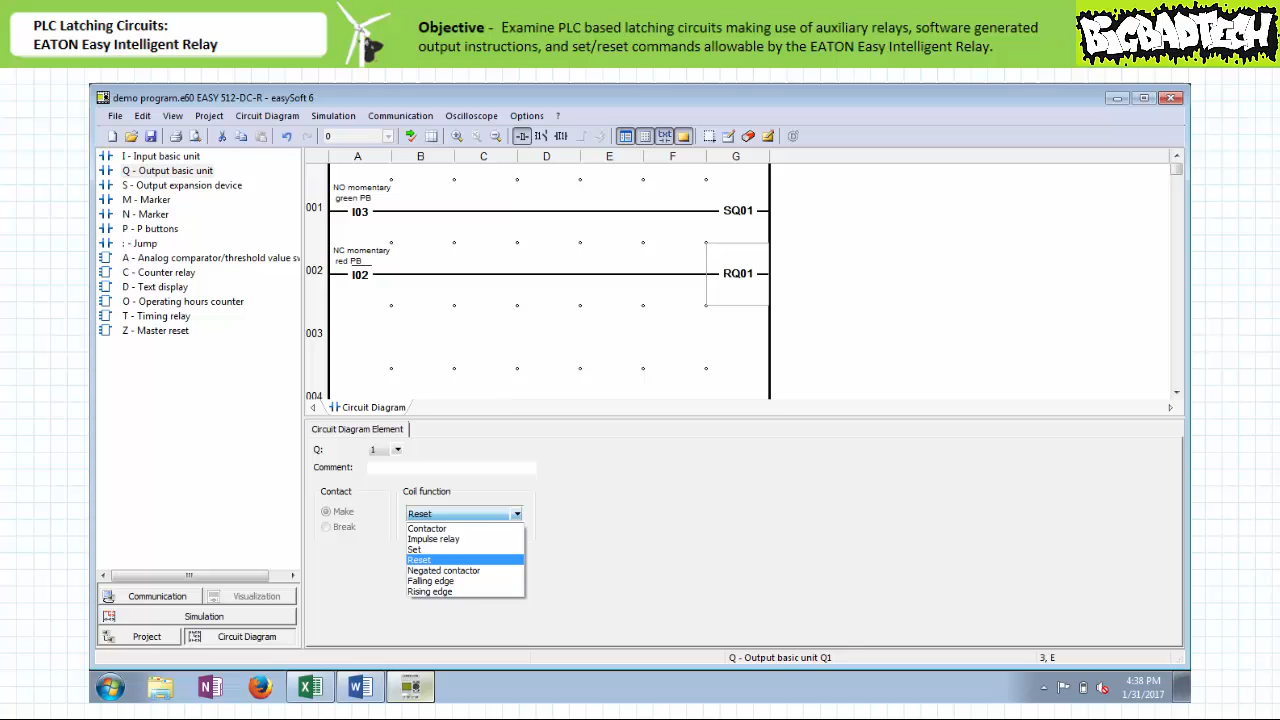 PLC Latching Circuits:
EATON Easy Intelligent Relay
Objective - Examine PLC based latching circuits making use of auxiliary relays, software generated
output instructions, and set/reset commands allowable by the EATON Easy Intelligent Relay.
BIGBADTECH
demo program.e60 EASY 512-DC-R - easySoft 6
File Edit View Project Circuit Diagram Simulation Communication Oscilloscope Options ?
0
I - Input basic unit
Q - Output basic unit
S - Output expansion device
M - Marker
N - Marker
P - P buttons
: - Jump
A - Analog comparator/threshold value sv
C - Counter relay
D - Text display
O - Operating hours counter
T - Timing relay
Z - Master reset
A B C D E F G
NO momentary
green PB
001 I03 SQ01
NC momentary
red PB
002 I02 RQ01
003
004
Circuit Diagram
Circuit Diagram Element
Q: 1
Comment:
Contact
Make
Break
Coil function
Reset
Contactor
Impulse relay
Set
Reset
Negated contactor
Falling edge
Rising edge
Communication Visualization
Simulation
Project Circuit Diagram
Q - Output basic unit Q1 3, E
4:38 PM
1/31/2017